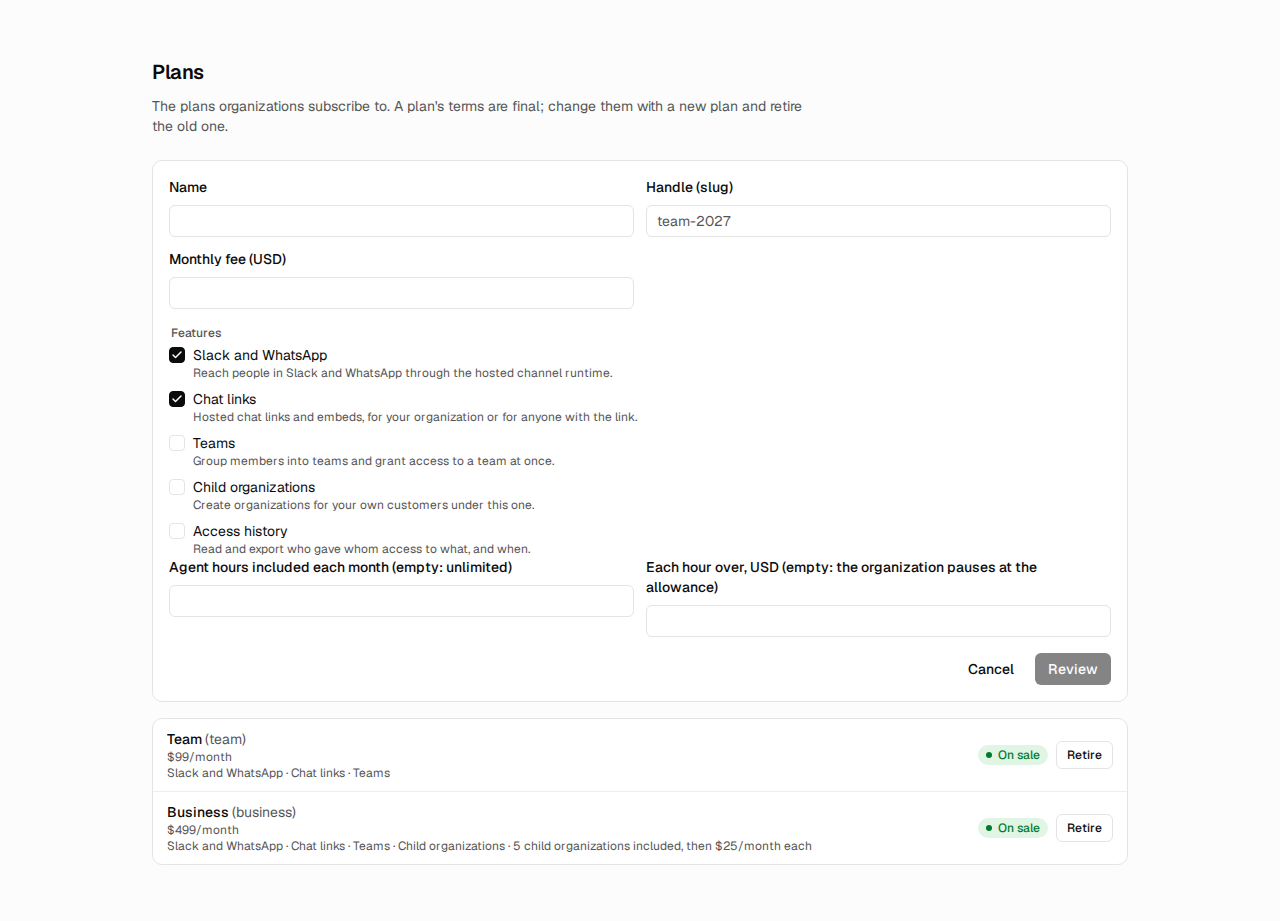 Plans
The plans organizations subscribe to. A plan's terms are final; change them with a new plan and retire
the old one.
Name
Handle (slug)
team-2027
Monthly fee (USD)
Features
Slack and WhatsApp
Reach people in Slack and WhatsApp through the hosted channel runtime.
Chat links
Hosted chat links and embeds, for your organization or for anyone with the link.
Teams
Group members into teams and grant access to a team at once.
Child organizations
Create organizations for your own customers under this one.
Access history
Read and export who gave whom access to what, and when.
Agent hours included each month (empty: unlimited)
Each hour over, USD (empty: the organization pauses at the
allowance)
Cancel
Review
Team (team)
$99/month
Slack and WhatsApp · Chat links · Teams
On sale
Retire
Business (business)
$499/month
Slack and WhatsApp · Chat links · Teams · Child organizations · 5 child organizations included, then $25/month each
On sale
Retire